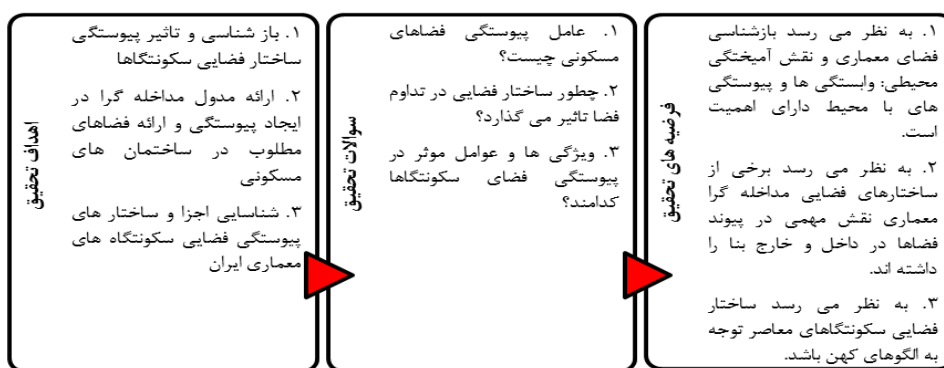 اهداف تحقیق
۱. باز شناسی و تاثیر پیوستگی
ساختار فضایی سکونتگاها
۲. ارائه مدول مداخله گرا در
ایجاد پیوستگی و ارائه فضاهای
مطلوب در ساختمان های
مسکونی
۳. شناسایی اجزا و ساختار های
پیوستگی فضایی سکونتگاه های
معماری ایران
سوالات تحقیق
۱. عامل پیوستگی فضاهای
مسکونی چیست؟
۲. چطور ساختار فضایی در تداوم
فضا تاثیر می گذارد؟
۳. ویژگی ها و عوامل موثر در
پیوستگی فضای سکونتگاها
کدامند؟
فرضیه های تحقیق
۱. به نظر می رسد بازشناسی
فضای معماری و نقش آمیختگی
محیطی: وابستگی ها و پیوستگی
های با محیط دارای اهمیت
است.
۲. به نظر می رسد برخی از
ساختارهای فضایی مداخله گرا
معماری نقش مهمی در پیوند
فضاها در داخل و خارج بنا را
داشته اند.
۳. به نظر می رسد ساختار
فضایی سکونتگاهای معاصر توجه
به الگوهای کهن باشد.